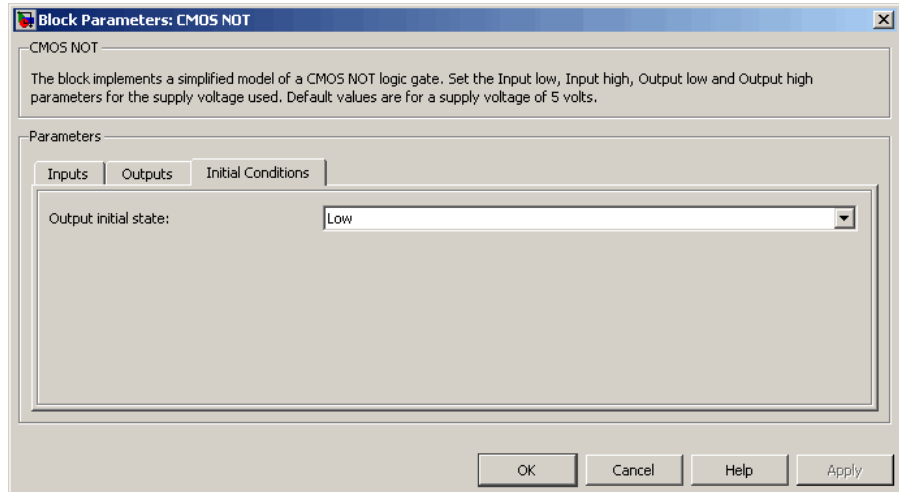 Block Parameters: CMOS NOT
CMOS NOT
The block implements a simplified model of a CMOS NOT logic gate. Set the Input low, Input high, Output low and Output high
parameters for the supply voltage used. Default values are for a supply voltage of 5 volts.
Parameters
Inputs Outputs Initial Conditions
Output initial state: Low
OK Cancel Help Apply